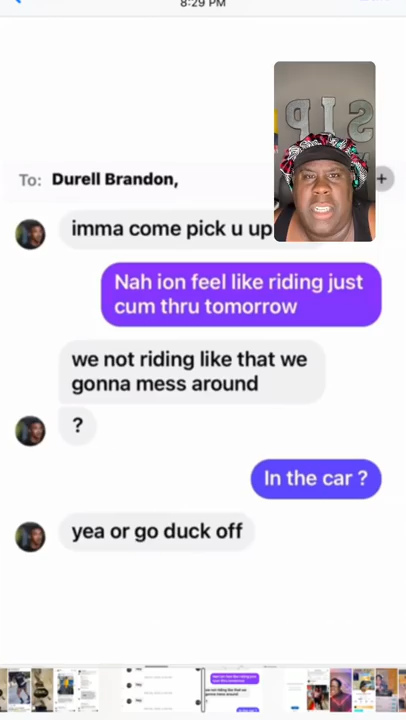 8:29 PM
To: Durell Brandon,
imma come pick u up
Nah ion feel like riding just
cum thru tomorrow
we not riding like that we
gonna mess around
?
In the car ?
yea or go duck off